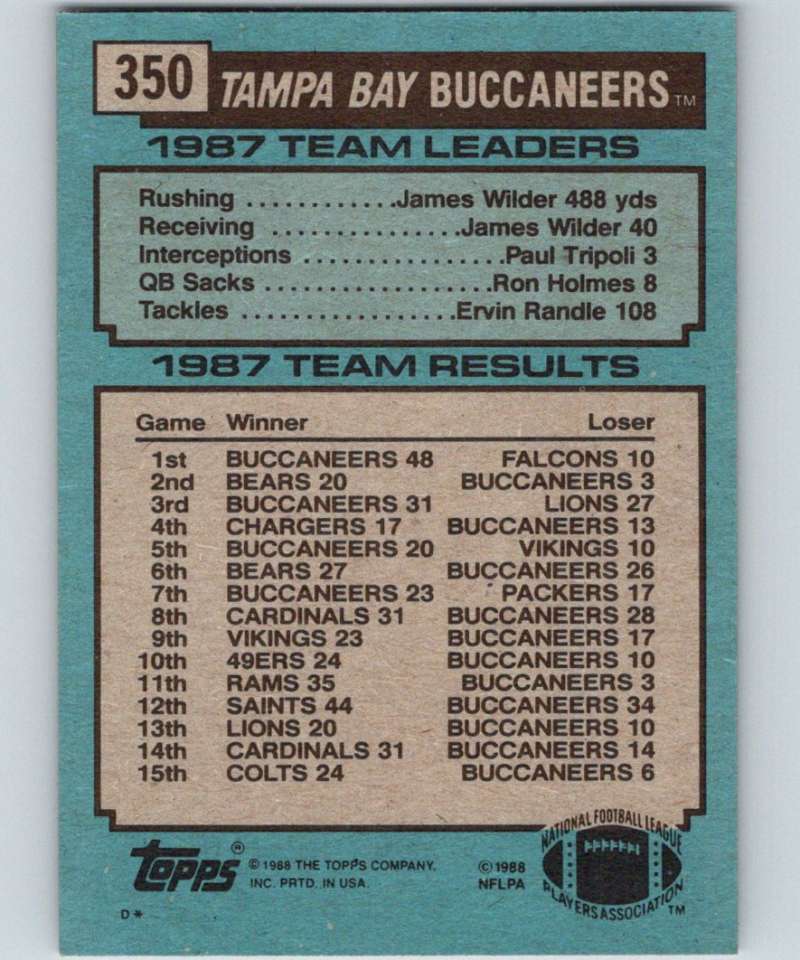 350
TAMPA BAY BUCCANEERS™
1987 TEAM LEADERS
Rushing ............James Wilder 488 yds
Receiving ...............James Wilder 40
Interceptions .................Paul Tripoli 3
QB Sacks ...................Ron Holmes 8
Tackles .................Ervin Randle 108
1987 TEAM RESULTS
Game Winner Loser
1st BUCCANEERS 48 FALCONS 10
2nd BEARS 20 BUCCANEERS 3
3rd BUCCANEERS 31 LIONS 27
4th CHARGERS 17 BUCCANEERS 13
5th BUCCANEERS 20 VIKINGS 10
6th BEARS 27 BUCCANEERS 26
7th BUCCANEERS 23 PACKERS 17
8th CARDINALS 31 BUCCANEERS 28
9th VIKINGS 23 BUCCANEERS 17
10th 49ERS 24 BUCCANEERS 10
11th RAMS 35 BUCCANEERS 3
12th SAINTS 44 BUCCANEERS 34
13th LIONS 20 BUCCANEERS 10
14th CARDINALS 31 BUCCANEERS 14
15th COLTS 24 BUCCANEERS 6
TOPPS®
© 1988 THE TOPPS COMPANY,
INC. PRTD. IN USA.
© 1988
NFLPA
NATIONAL FOOTBALL LEAGUE
PLAYERS ASSOCIATION TM
D*